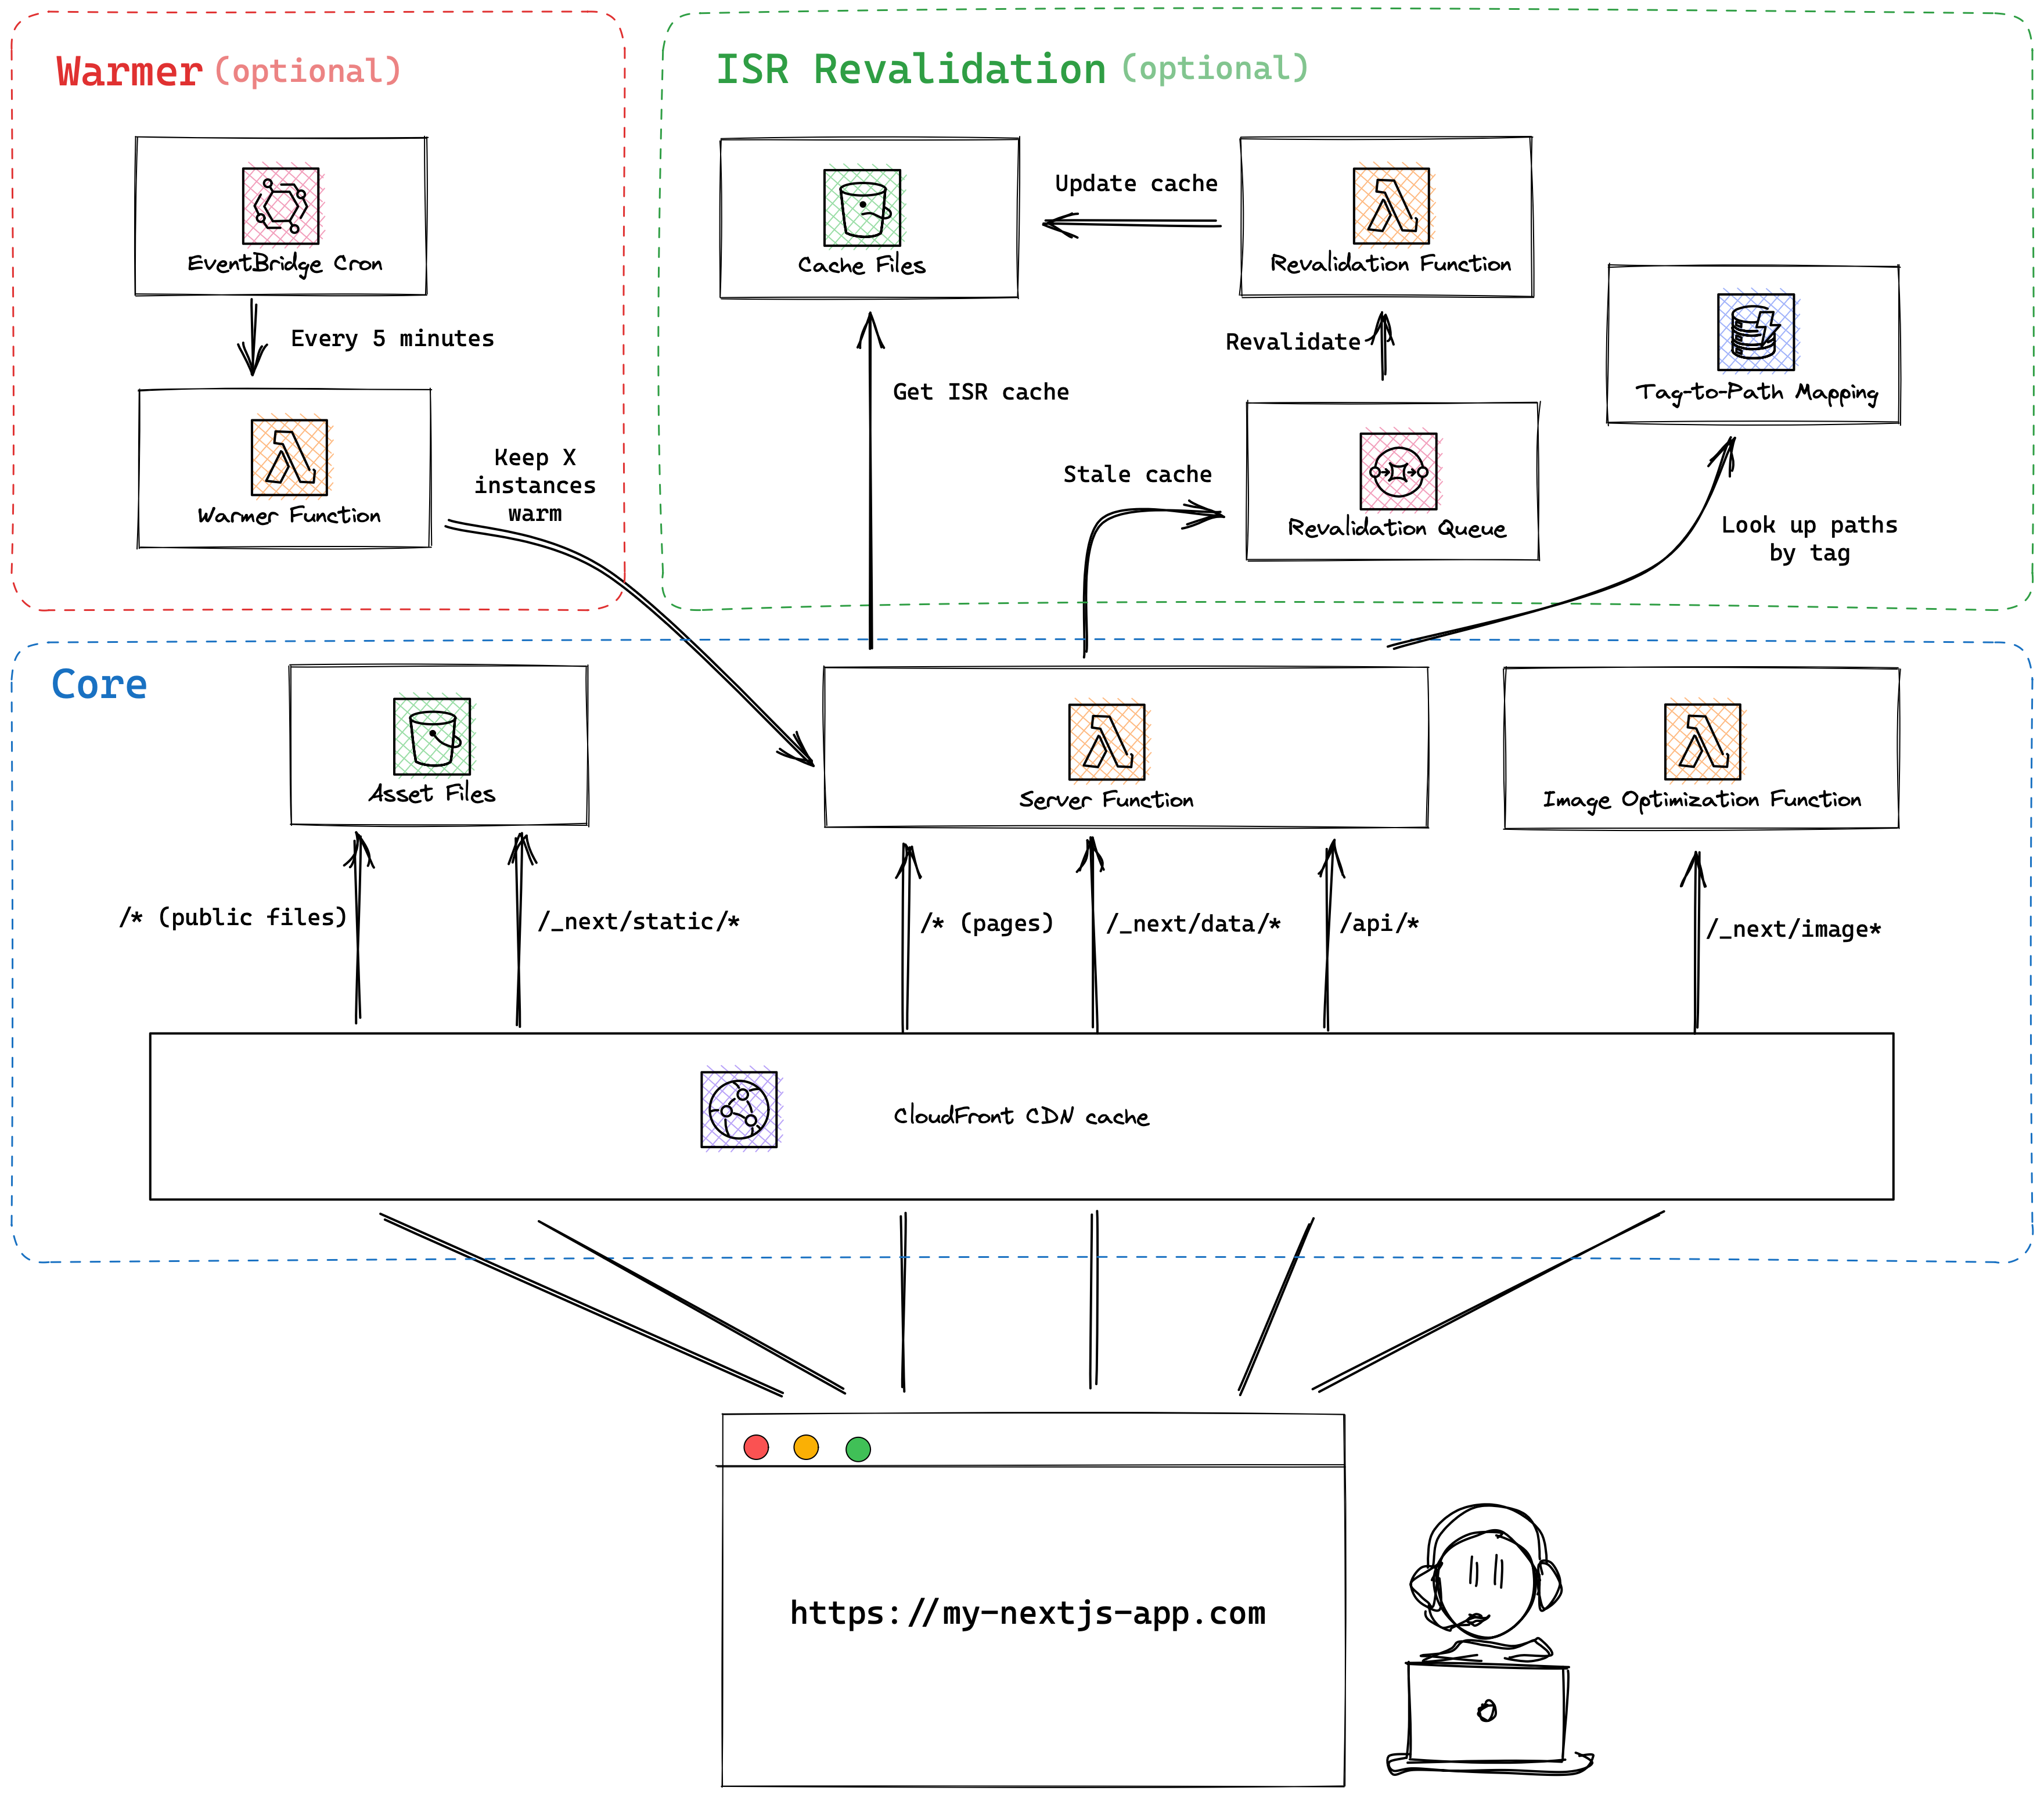 Warmer (optional)
EventBridge Cron
Every 5 minutes
Warmer Function
Keep X
instances
warm
ISR Revalidation (optional)
Cache Files
Update cache
Revalidation Function
Revalidate
Get ISR cache
Tag-to-Path Mapping
Stale cache
Revalidation Queue
Look up paths
by tag
Core
Asset Files
Server Function
Image Optimization Function
/* (public files)
/_next/static/*
/* (pages)
/_next/data/*
/api/*
/_next/image*
CloudFront CDN cache
https://my-nextjs-app.com